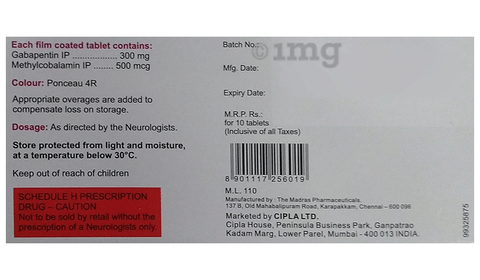 Each film coated tablet contains:
Gabapentin IP .................. 300 mg
Methylcobalamin IP ........ 500 mcg
Colour: Ponceau 4R
Appropriate overages are added to
compensate loss on storage.
Dosage: As directed by the Neurologists.
Store protected from light and moisture,
at a temperature below 30°C.
Keep out of reach of children
SCHEDULE H PRESCRIPTION
DRUG – CAUTION
Not to be sold by retail without the
prescription of a Neurologists only
1mg
Batch No.:
Mfg. Date:
Expiry Date:
M.R.P. Rs.:
for 10 tablets
(Inclusive of all Taxes)
8 901117 256019
M.L. 110
Manufactured by : The Madras Pharmaceuticals.
137 B, Old Mahabalipuram Road, Karapakkam, Chennai – 600 096
Marketed by CIPLA LTD.
Cipla House, Peninsula Business Park, Ganpatrao
Kadam Marg, Lower Parel, Mumbai - 400 013 INDIA.
99325875